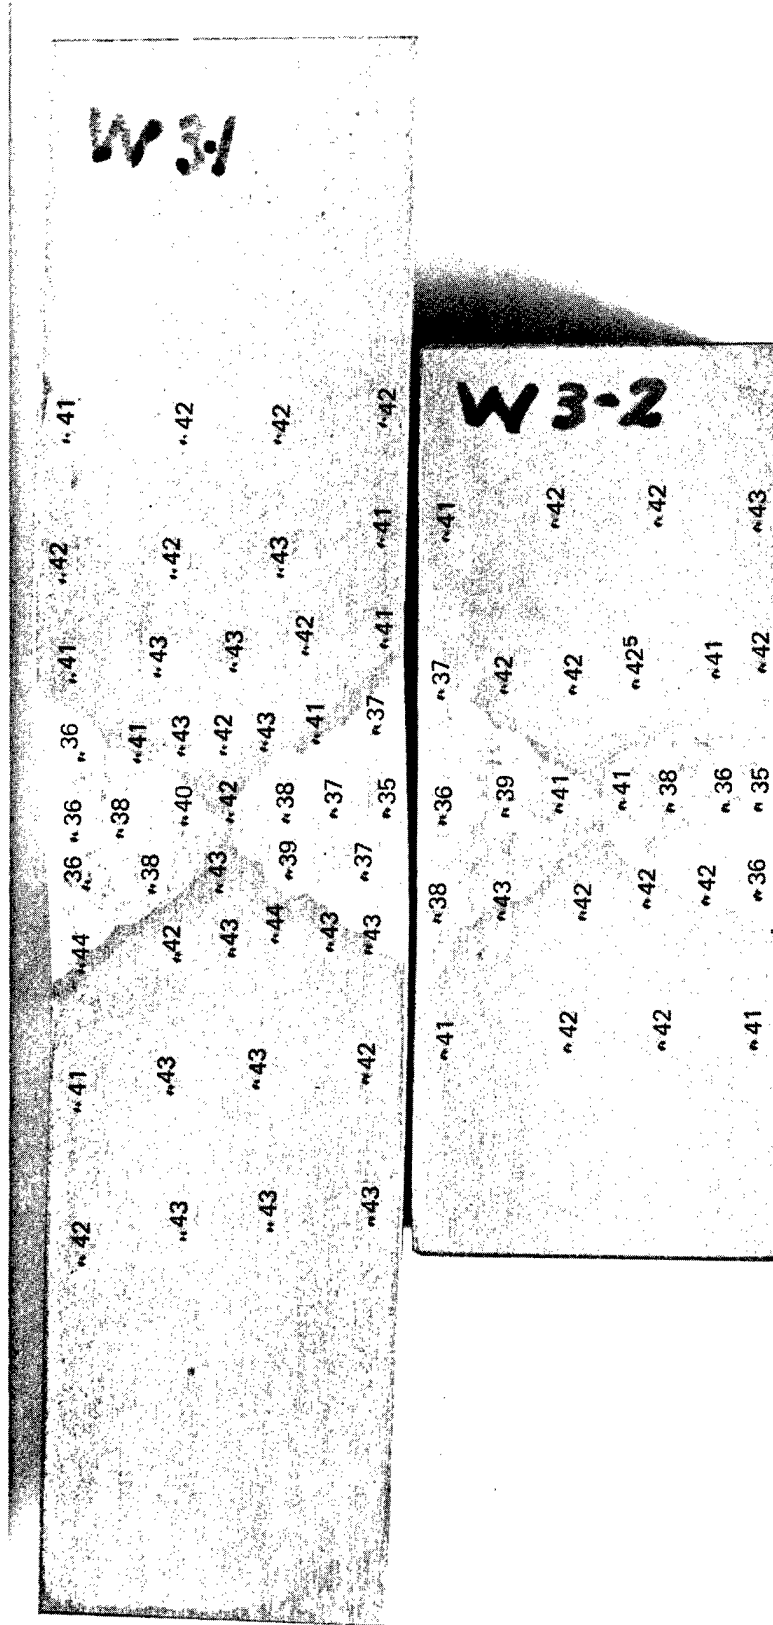 W 3-1
41 42 42 42
42 42 43 41
41 43 43 42 41
36 41 43 42 43 41 37
36 38 40 42 38 37 35
36 38 43 39 37
44 42 43 44 43 43
41 43 43 42
42 43 43 43
W 3-2
41 42 42 43
37 42 42 42⁵ 41 42
36 39 41 41 38 36 35
38 43 42 42 42 36
41 42 42 41